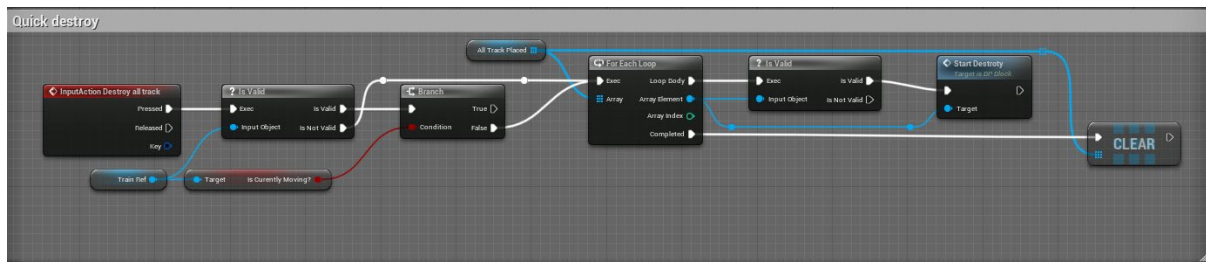 Quick destroy
InputAction Destroy all track
Pressed
Released
Key
Train Ref
? Is Valid
Exec
Is Valid
Input Object
Is Not Valid
Target
Is Curently Moving?
Branch
True
Condition
False
All Track Placed
For Each Loop
Exec
Loop Body
Array
Array Element
Array Index
Completed
? Is Valid
Exec
Is Valid
Input Object
Is Not Valid
Start Destroty
Target is BP Block
Target
CLEAR